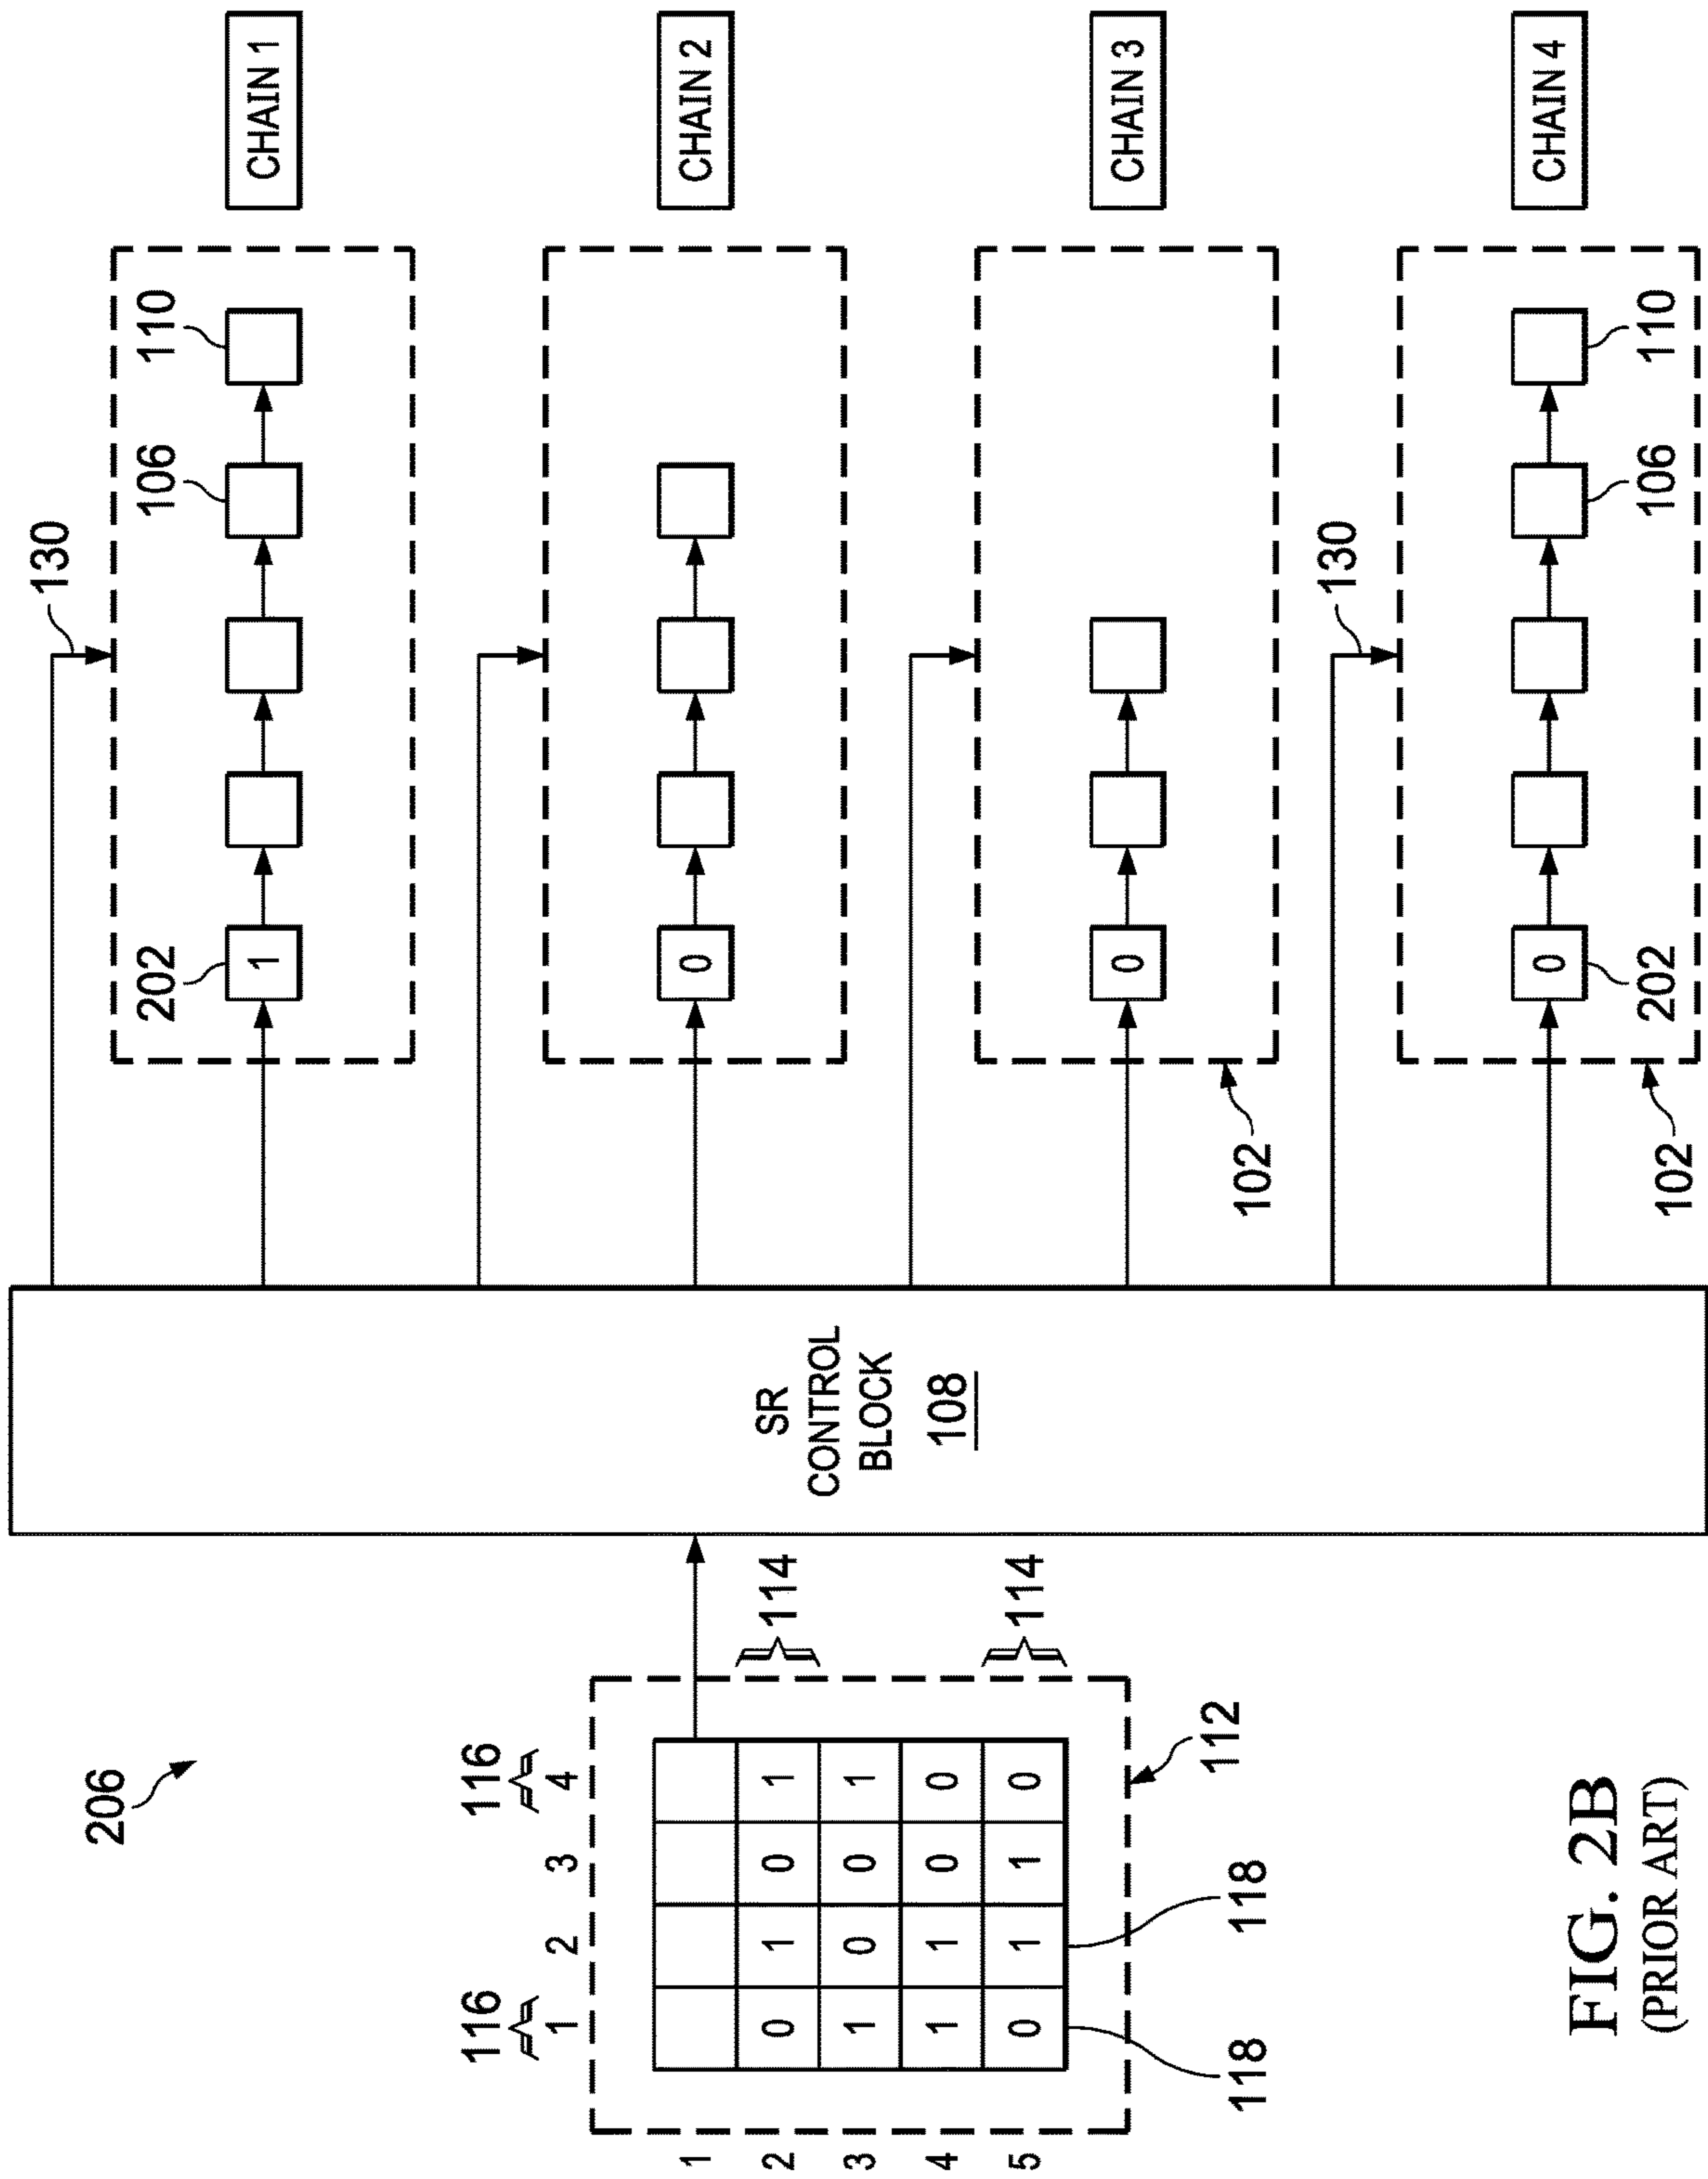 206
116
116
1 2 3 4
1
2 0 1 0 1
3 1 0 0 1
4 1 1 0 0
5 0 1 1 0
114
114
118
118
112
SR
CONTROL
BLOCK
108
130
202
106
110
1
CHAIN 1
0
CHAIN 2
0
102
CHAIN 3
130
0
202
106
110
102
CHAIN 4
FIG. 2B
(PRIOR ART)